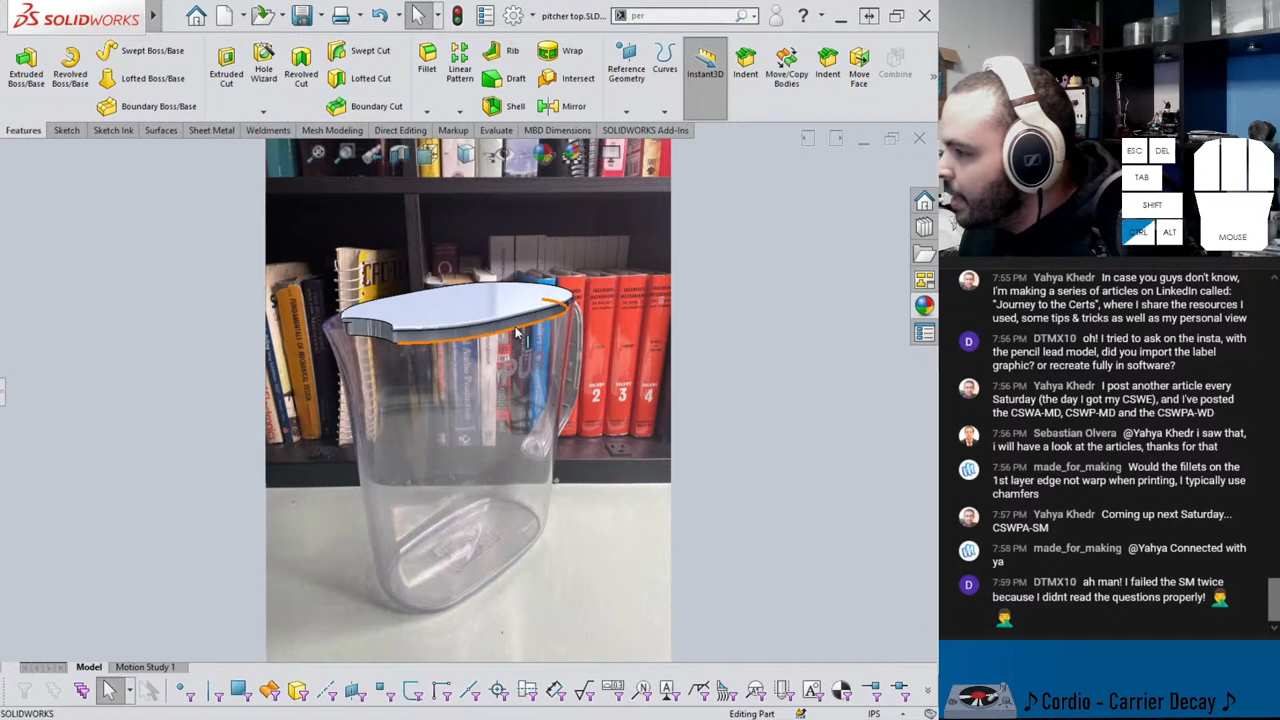 SOLIDWORKS
pitcher top.SLD...
per
Extruded Boss/Base
Revolved Boss/Base
Swept Boss/Base
Lofted Boss/Base
Boundary Boss/Base
Extruded Cut
Hole Wizard
Revolved Cut
Swept Cut
Lofted Cut
Boundary Cut
Fillet
Linear Pattern
Rib
Draft
Shell
Wrap
Intersect
Mirror
Reference Geometry
Curves
Instant3D
Indent
Move/Copy Bodies
Indent
Move Face
Combine
Features
Sketch
Sketch Ink
Surfaces
Sheet Metal
Weldments
Mesh Modeling
Direct Editing
Markup
Evaluate
MBD Dimensions
SOLIDWORKS Add-Ins
VOLUME
2
3
4
Model
Motion Study 1
SOLIDWORKS
Editing Part
IPS
ESC
DEL
TAB
SHIFT
CTRL
ALT
MOUSE
7:55 PM Yahya Khedr In case you guys don't know,
I'm making a series of articles on LinkedIn called:
"Journey to the Certs", where I share the resources I
used, some tips & tricks as well as my personal view
D
7:56 PM DTMX10 oh! I tried to ask on the insta, with
the pencil lead model, did you import the label
graphic? or recreate fully in software?
7:56 PM Yahya Khedr I post another article every
Saturday (the day I got my CSWE), and I've posted
the CSWA-MD, CSWP-MD and the CSWPA-WD
7:56 PM Sebastian Olvera @Yahya Khedr i saw that,
i will have a look at the articles, thanks for that
7:56 PM made_for_making Would the fillets on the
1st layer edge not warp when printing, I typically use
chamfers
7:57 PM Yahya Khedr Coming up next Saturday...
CSWPA-SM
7:58 PM made_for_making @Yahya Connected with
ya
D
7:59 PM DTMX10 ah man! I failed the SM twice
because I didnt read the questions properly! 🤦‍♂️
🤦‍♂️
♪ Cordio - Carrier Decay ♪